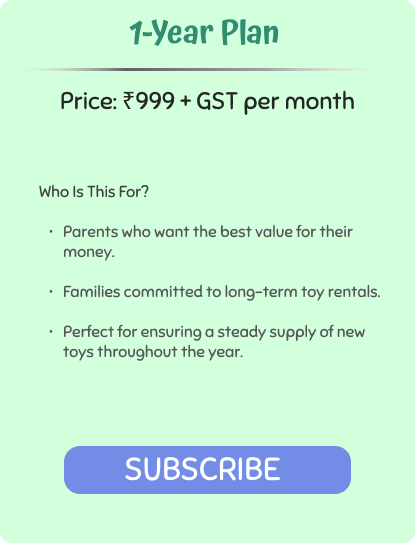 1-Year Plan
Price: ₹999 + GST per month
Who Is This For?
• Parents who want the best value for their
money.
• Families committed to long-term toy rentals.
• Perfect for ensuring a steady supply of new
toys throughout the year.
SUBSCRIBE